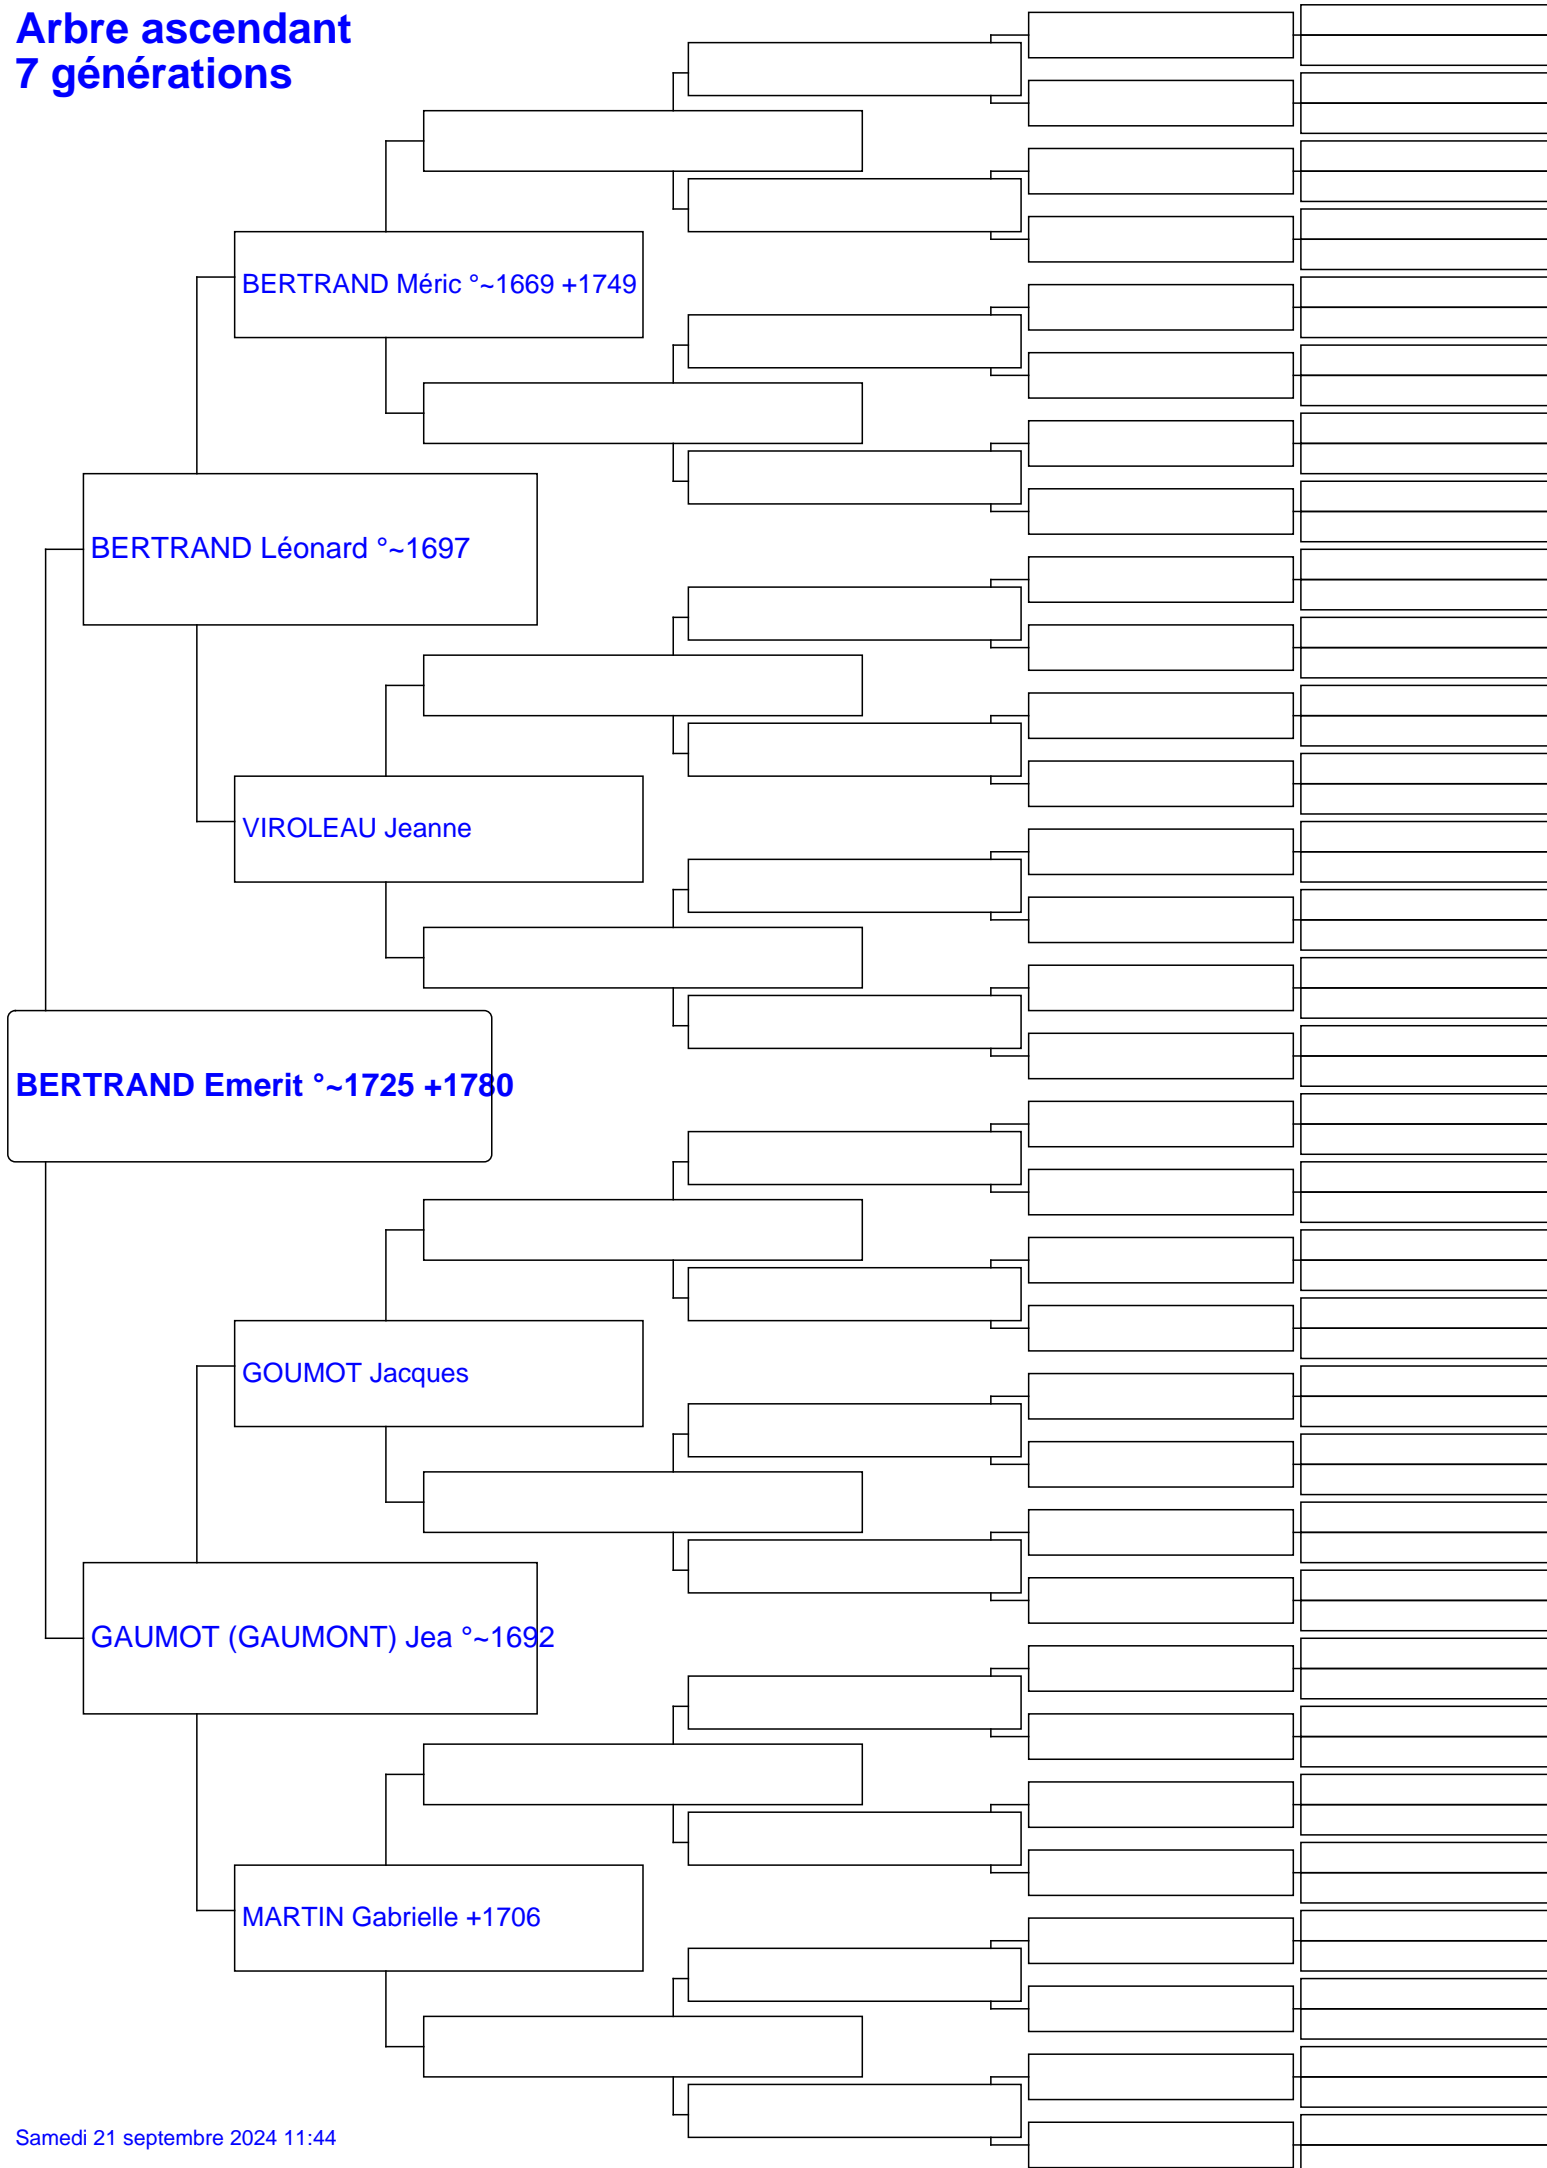 Arbre ascendant
7 générations
BERTRAND Méric °~1669 +1749
BERTRAND Léonard °~1697
VIROLEAU Jeanne
BERTRAND Emerit °~1725 +1780
GOUMOT Jacques
GAUMOT (GAUMONT) Jea °~1692
MARTIN Gabrielle +1706
Samedi 21 septembre 2024 11:44